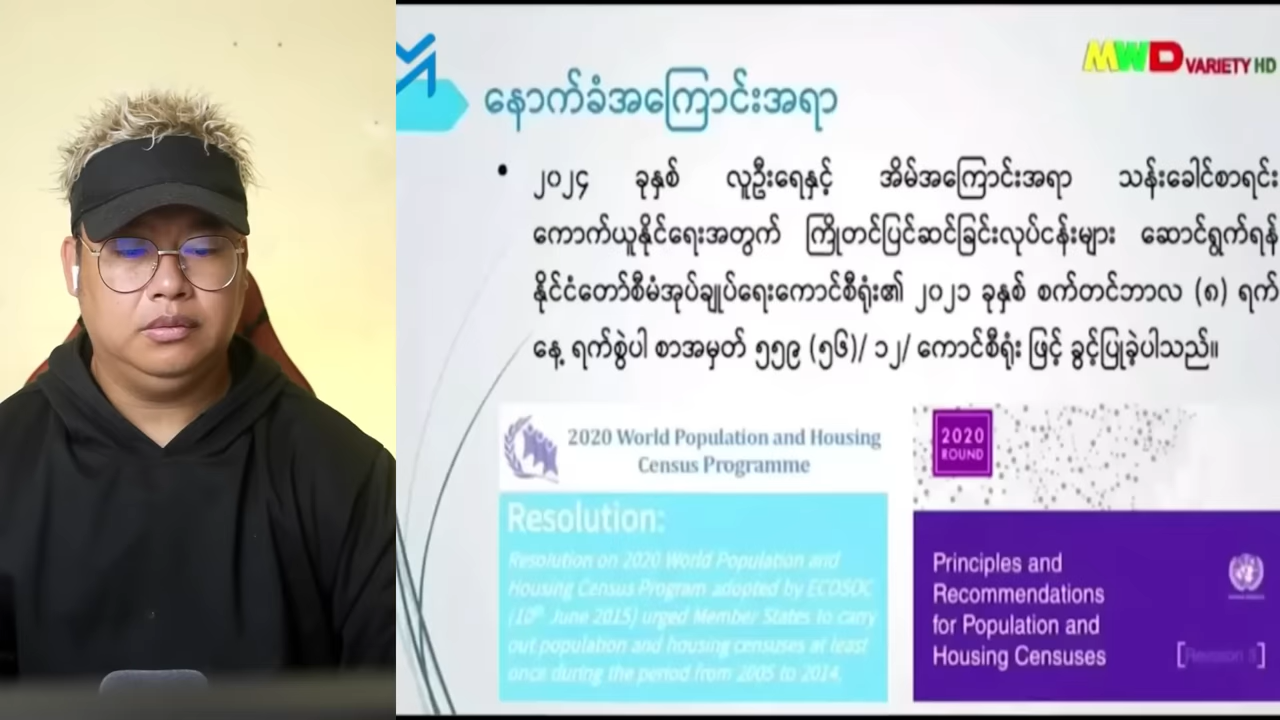 MWD VARIETY HD
နောက်ခံအကြောင်းအရာ
• ၂၀၂၄ ခုနှစ် လူဦးရေနှင့် အိမ်အကြောင်းအရာ သန်းခေါင်စာရင်း
ကောက်ယူနိုင်ရေးအတွက် ကြိုတင်ပြင်ဆင်ခြင်းလုပ်ငန်းများ ဆောင်ရွက်ရန်
နိုင်ငံတော်စီမံအုပ်ချုပ်ရေးကောင်စီရုံး၏ ၂၀၂၁ ခုနှစ် စက်တင်ဘာလ (၈) ရက်
နေ့ ရက်စွဲပါ စာအမှတ် ၅၅၉ (၅၆)/ ၁၂/ ကောင်စီရုံး ဖြင့် ခွင့်ပြုခဲ့ပါသည်။
2020 World Population and Housing
Census Programme
Resolution:
Resolution on 2020 World Population and
Housing Census Program adopted by ECOSOC
(10th June 2015) urged Member States to carry
out population and housing censuses at least
once during the period from 2005 to 2014.
2020
ROUND
Principles and
Recommendations
for Population and
Housing Censuses